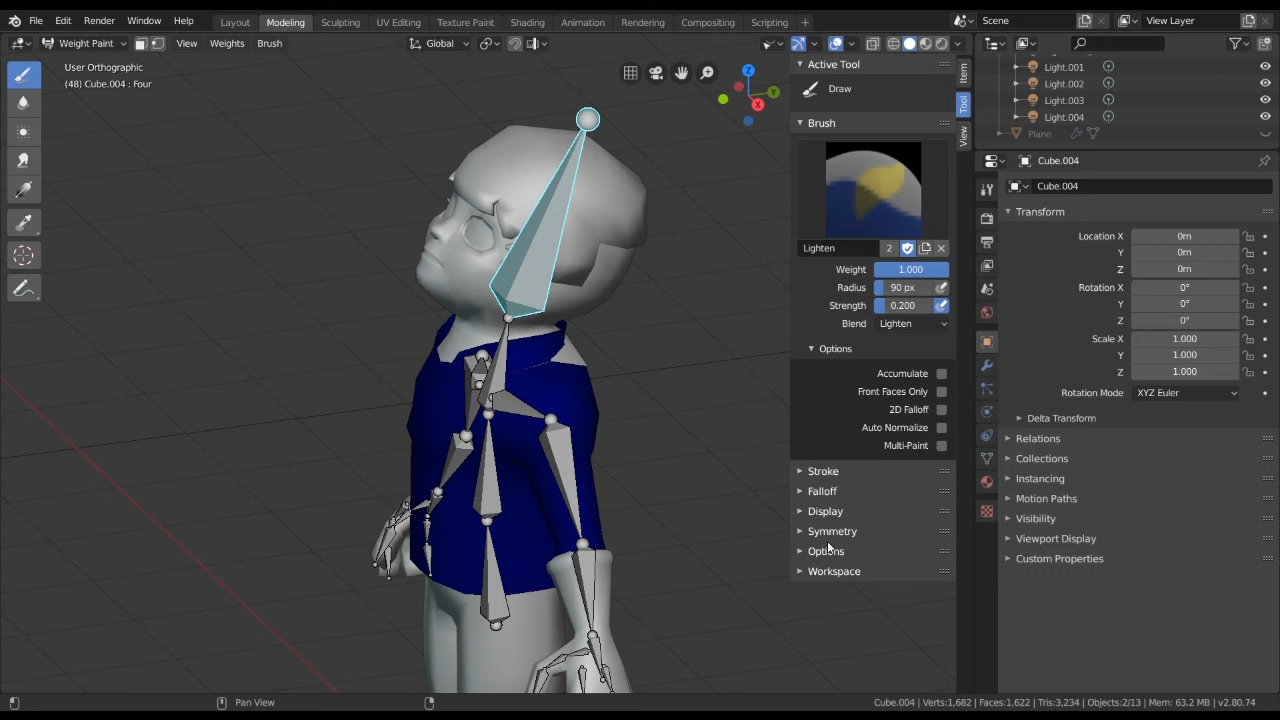 File Edit Render Window Help Layout Modeling Sculpting UV Editing Texture Paint Shading Animation Rendering Compositing Scripting + Scene View Layer
Weight Paint View Weights Brush Global
User Orthographic
(48) Cube.004 : Four
Z
Y
X
Active Tool
Draw
Brush
Lighten 2
Weight 1.000
Radius 90 px
Strength 0.200
Blend Lighten
Options
Accumulate
Front Faces Only
2D Falloff
Auto Normalize
Multi-Paint
Stroke
Falloff
Display
Symmetry
Options
Workspace
Item
Tool
View
Light.001
Light.002
Light.003
Light.004
Plane
Cube.004
Cube.004
Transform
Location X 0m
Y 0m
Z 0m
Rotation X 0°
Y 0°
Z 0°
Scale X 1.000
Y 1.000
Z 1.000
Rotation Mode XYZ Euler
Delta Transform
Relations
Collections
Instancing
Motion Paths
Visibility
Viewport Display
Custom Properties
Pan View
Cube.004 | Verts:1,682 | Faces:1,622 | Tris:3,234 | Objects:2/13 | Mem: 63.2 MB | v2.80.74